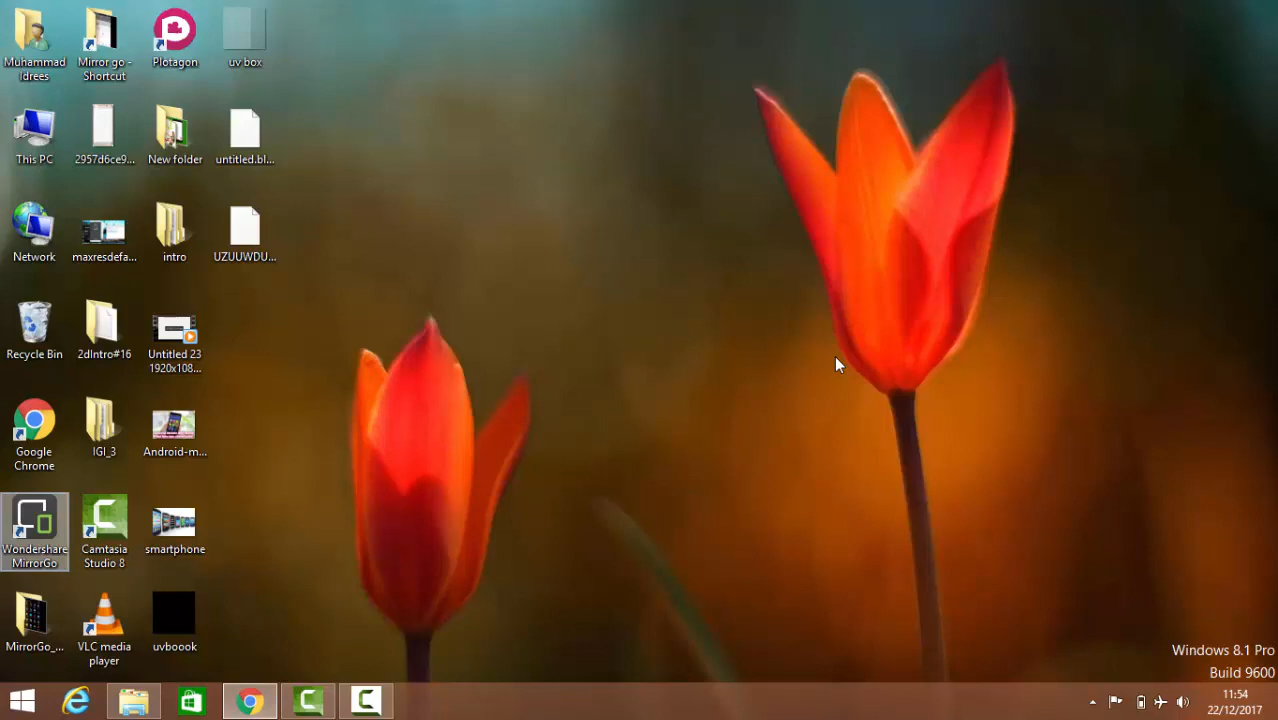 Muhammad
Idrees
Mirror go -
Shortcut
Plotagon
uv box
This PC
2957d6ce9...
New folder
untitled.bl...
Network
maxresdefa...
intro
UZUUWDU...
Recycle Bin
2dIntro#16
Untitled 23
1920x108...
Google
Chrome
IGI_3
Android-m...
Wondershare
MirrorGo
Camtasia
Studio 8
smartphone
MirrorGo_...
VLC media
player
uvboook
Windows 8.1 Pro
Build 9600
11:54
22/12/2017